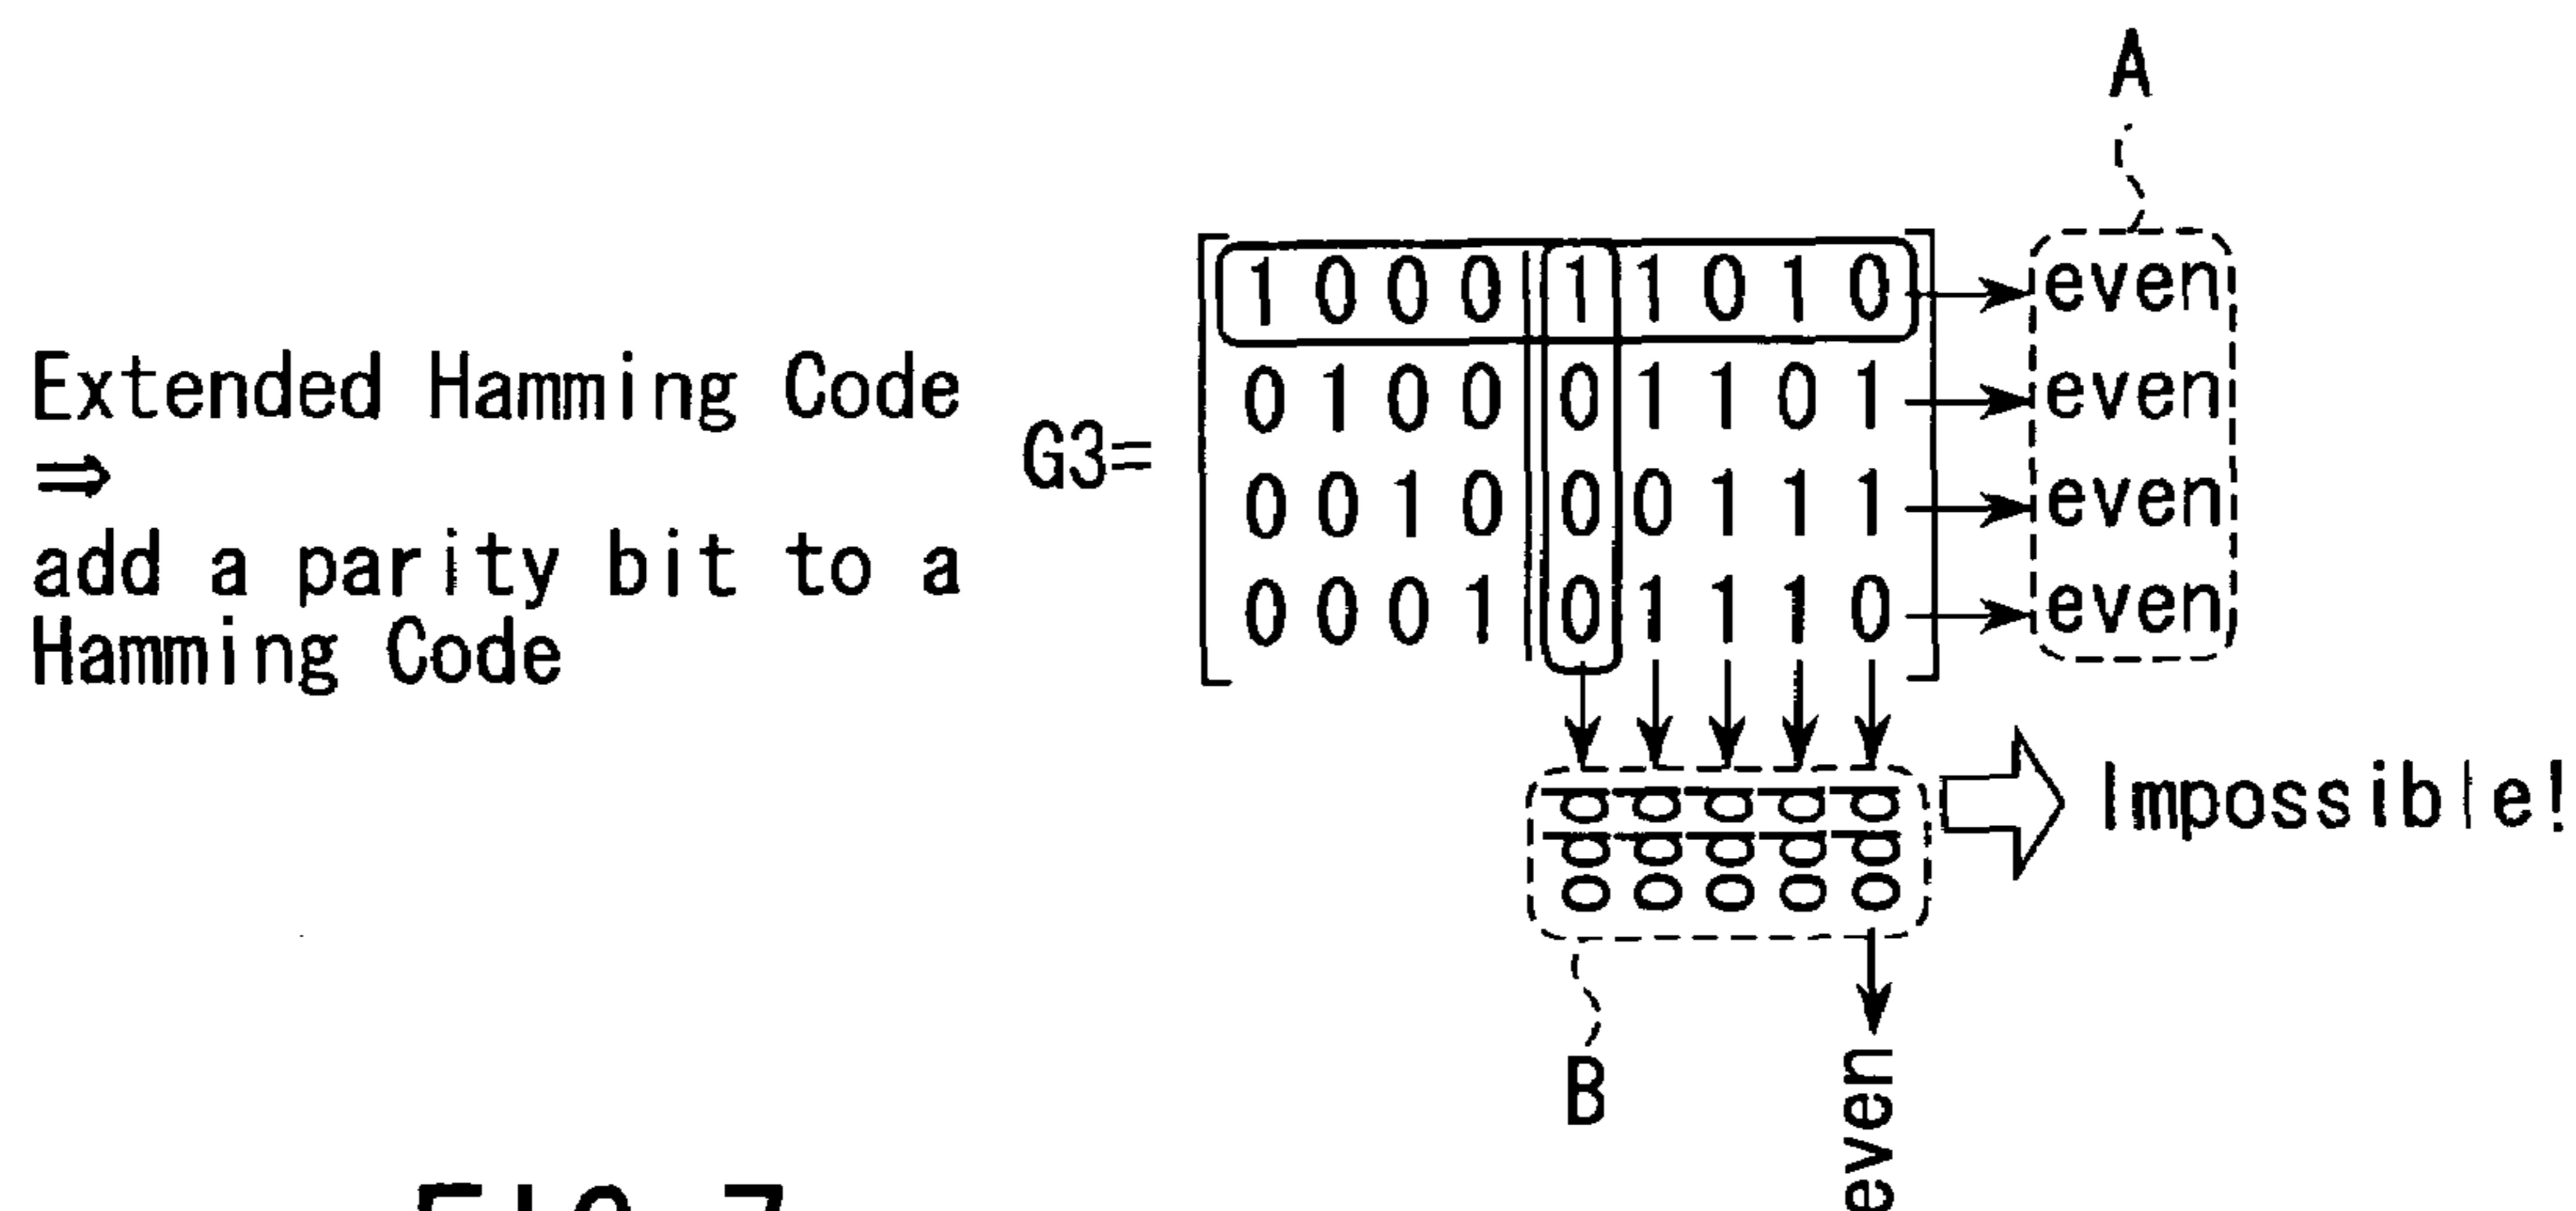 A
Extended Hamming Code
⇒
add a parity bit to a
Hamming Code
G3=
1 0 0 0 1 1 0 1 0 even
0 1 0 0 0 1 1 0 1 even
0 0 1 0 0 0 1 1 1 even
0 0 0 1 0 1 1 1 0 even
odd odd odd odd odd
Impossible!
B
even